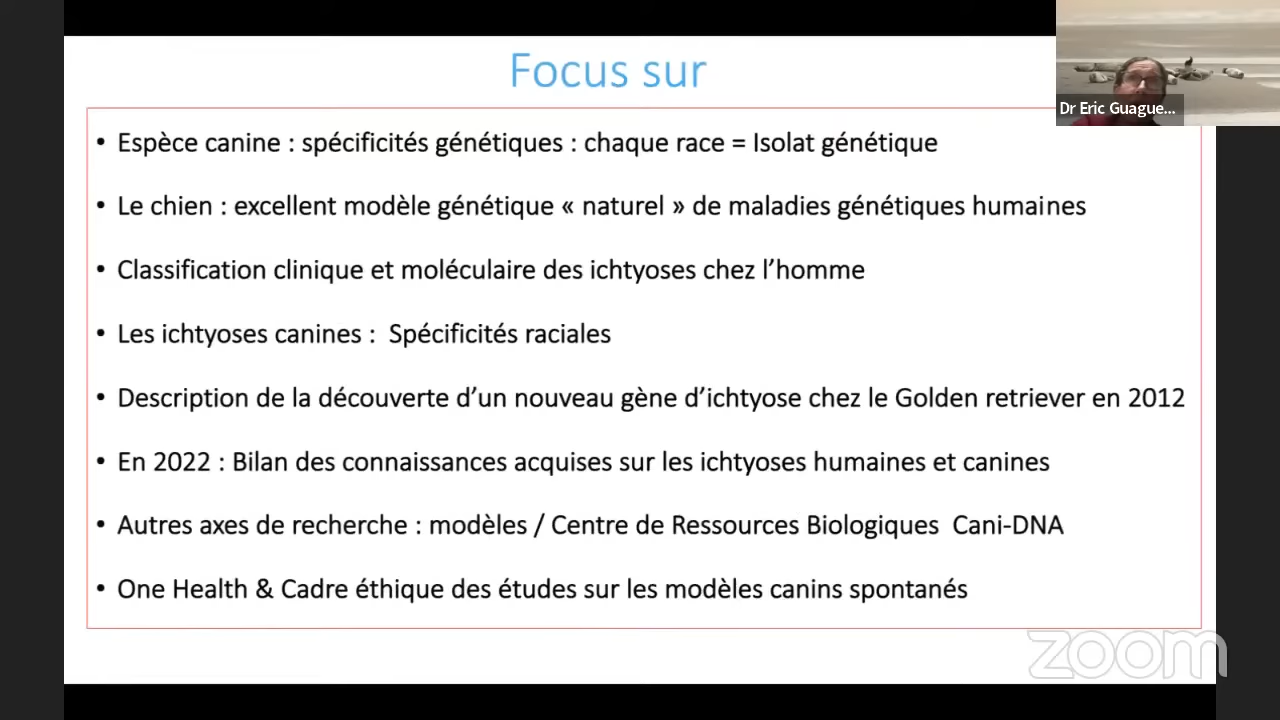 Focus sur
Dr Eric Guague...
• Espèce canine : spécificités génétiques : chaque race = Isolat génétique
• Le chien : excellent modèle génétique « naturel » de maladies génétiques humaines
• Classification clinique et moléculaire des ichtyoses chez l’homme
• Les ichtyoses canines : Spécificités raciales
• Description de la découverte d’un nouveau gène d’ichtyose chez le Golden retriever en 2012
• En 2022 : Bilan des connaissances acquises sur les ichtyoses humaines et canines
• Autres axes de recherche : modèles / Centre de Ressources Biologiques Cani-DNA
• One Health & Cadre éthique des études sur les modèles canins spontanés
zoom